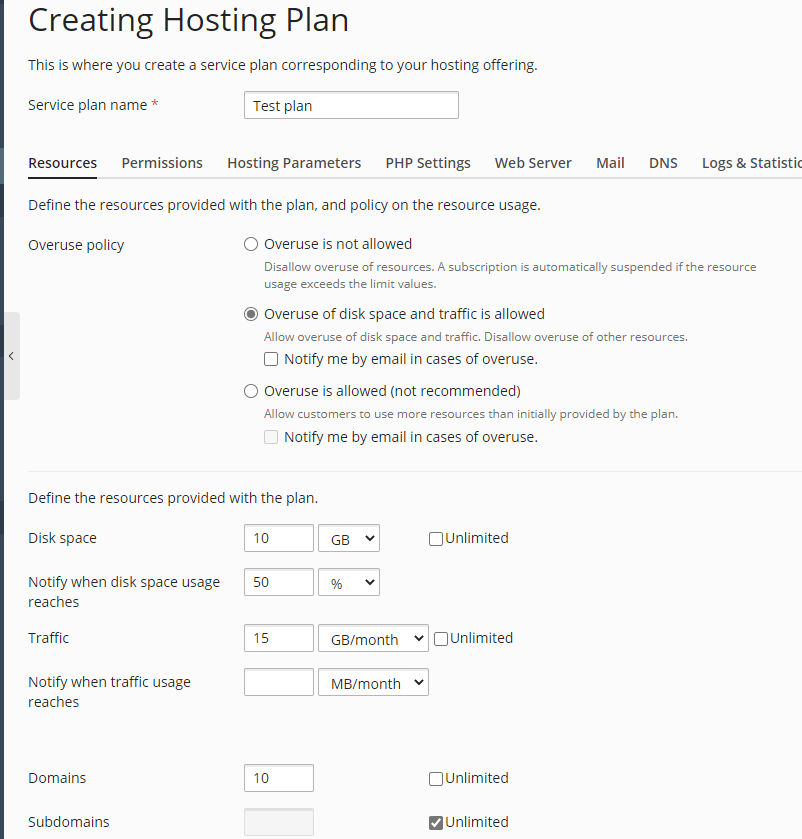 Creating Hosting Plan
This is where you create a service plan corresponding to your hosting offering.
Service plan name * Test plan
Resources Permissions Hosting Parameters PHP Settings Web Server Mail DNS Logs & Statistic
Define the resources provided with the plan, and policy on the resource usage.
Overuse policy Overuse is not allowed
Disallow overuse of resources. A subscription is automatically suspended if the resource
usage exceeds the limit values.
Overuse of disk space and traffic is allowed
Allow overuse of disk space and traffic. Disallow overuse of other resources.
Notify me by email in cases of overuse.
Overuse is allowed (not recommended)
Allow customers to use more resources than initially provided by the plan.
Notify me by email in cases of overuse.
Define the resources provided with the plan.
Disk space 10 GB Unlimited
Notify when disk space usage 50 %
reaches
Traffic 15 GB/month Unlimited
Notify when traffic usage MB/month
reaches
Domains 10 Unlimited
Subdomains Unlimited